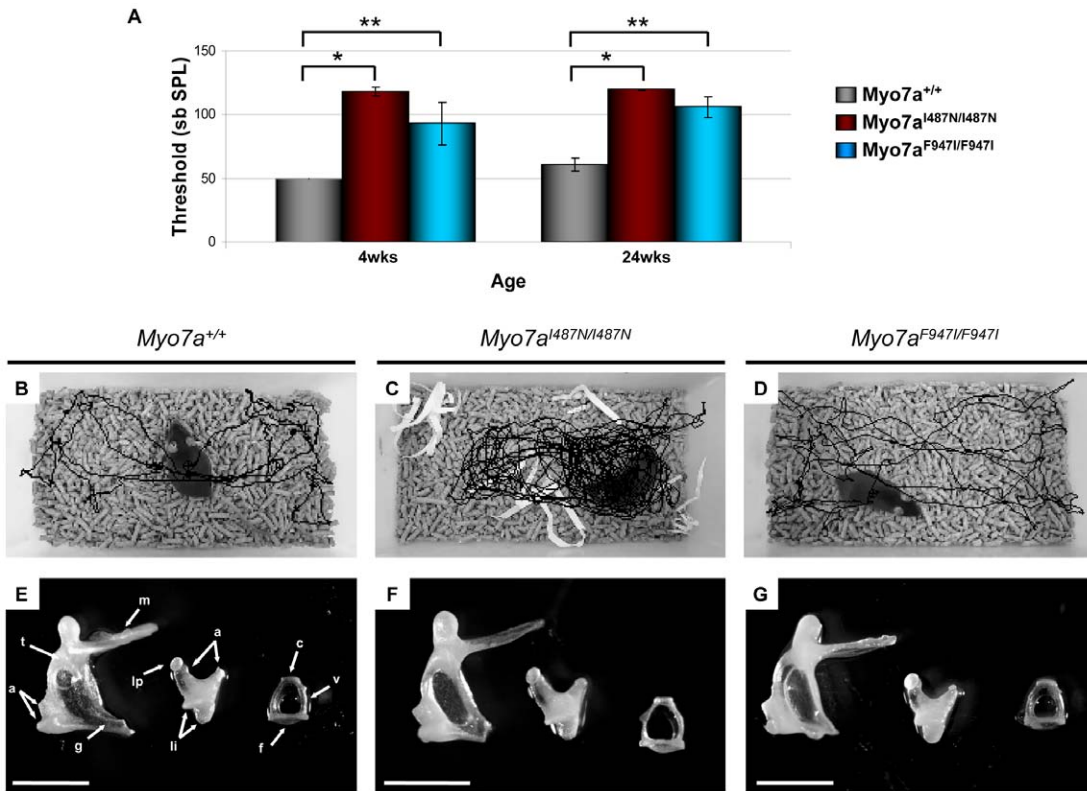 A
** **
* *
150
100
50
0
Threshold (sb SPL)
4wks 24wks
Age
Myo7a+/+
Myo7aI487N/I487N
Myo7aF947I/F947I
Myo7a+/+ Myo7aI487N/I487N Myo7aF947I/F947I
B C D
E F G
m
t a c
lp
a v
g li f